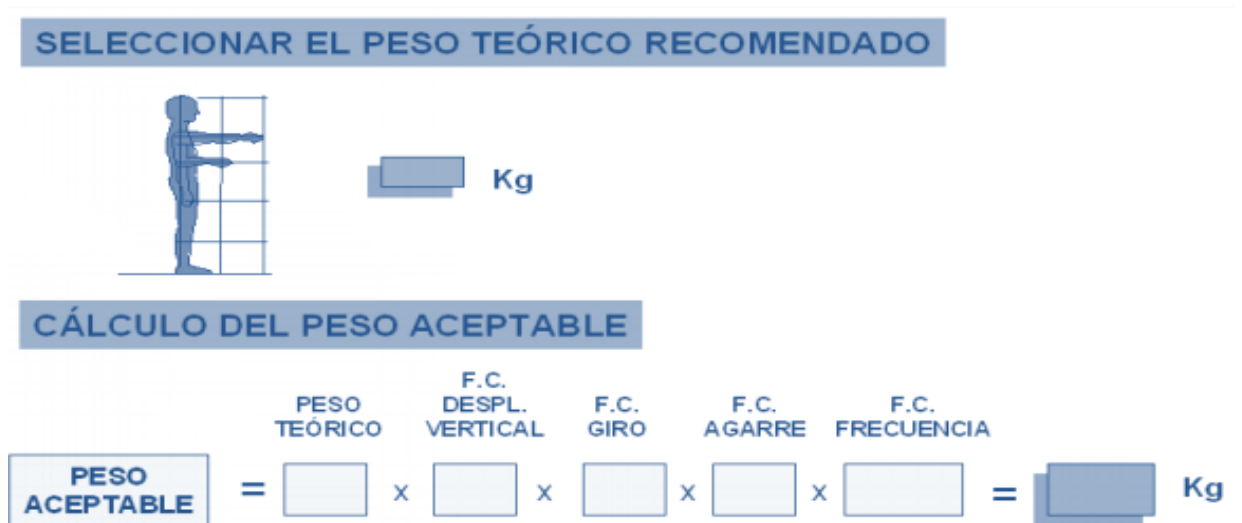 SELECCIONAR EL PESO TEÓRICO RECOMENDADO
Kg
CÁLCULO DEL PESO ACEPTABLE
PESO
TEÓRICO
F.C.
DESPL.
VERTICAL
F.C.
GIRO
F.C.
AGARRE
F.C.
FRECUENCIA
PESO
ACEPTABLE
= x x x x = Kg